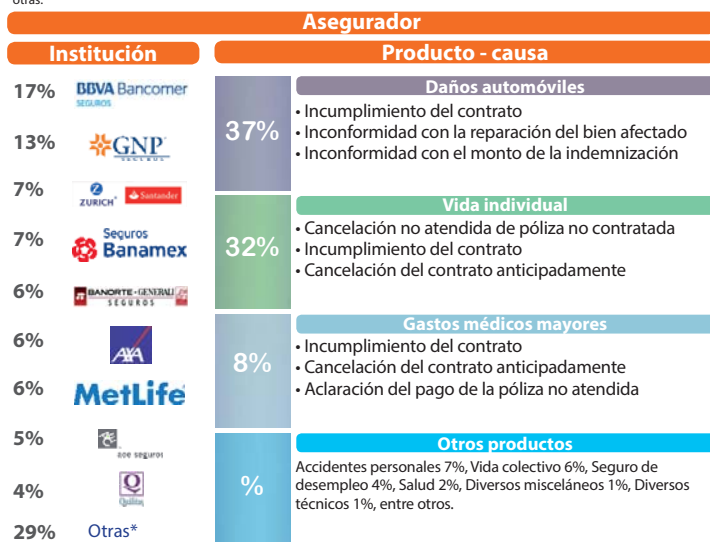 otras.
Asegurador
Institución
Producto - causa
17%
BBVA Bancomer
SEGUROS
13%
GNP
SEGUROS
7%
ZURICH
Santander
7%
Seguros
Banamex
6%
BANORTE - GENERALI
SEGUROS
6%
AXA
6%
MetLife
5%
ace seguros
4%
Q
Quálitas
29%
Otras*
37%
Daños automóviles
• Incumplimiento del contrato
• Inconformidad con la reparación del bien afectado
• Inconformidad con el monto de la indemnización
32%
Vida individual
• Cancelación no atendida de póliza no contratada
• Incumplimiento del contrato
• Cancelación del contrato anticipadamente
8%
Gastos médicos mayores
• Incumplimiento del contrato
• Cancelación del contrato anticipadamente
• Aclaración del pago de la póliza no atendida
%
Otros productos
Accidentes personales 7%, Vida colectivo 6%, Seguro de
desempleo 4%, Salud 2%, Diversos misceláneos 1%, Diversos
técnicos 1%, entre otros.